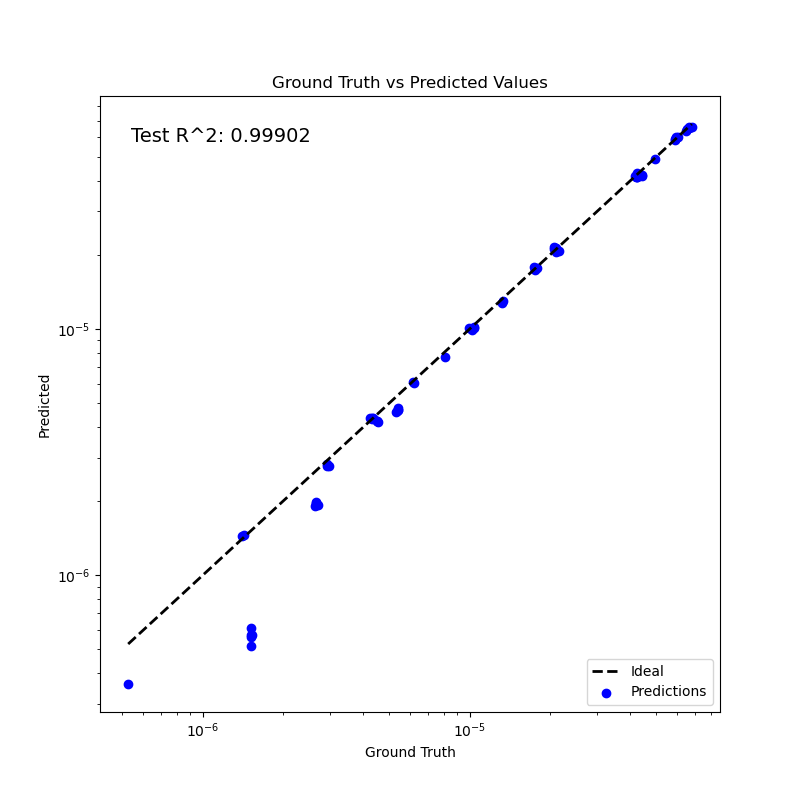 Ground Truth vs Predicted Values
Test R^2: 0.99902
Predicted
10⁻⁵
10⁻⁶
10⁻⁶
10⁻⁵
Ground Truth
Ideal
Predictions